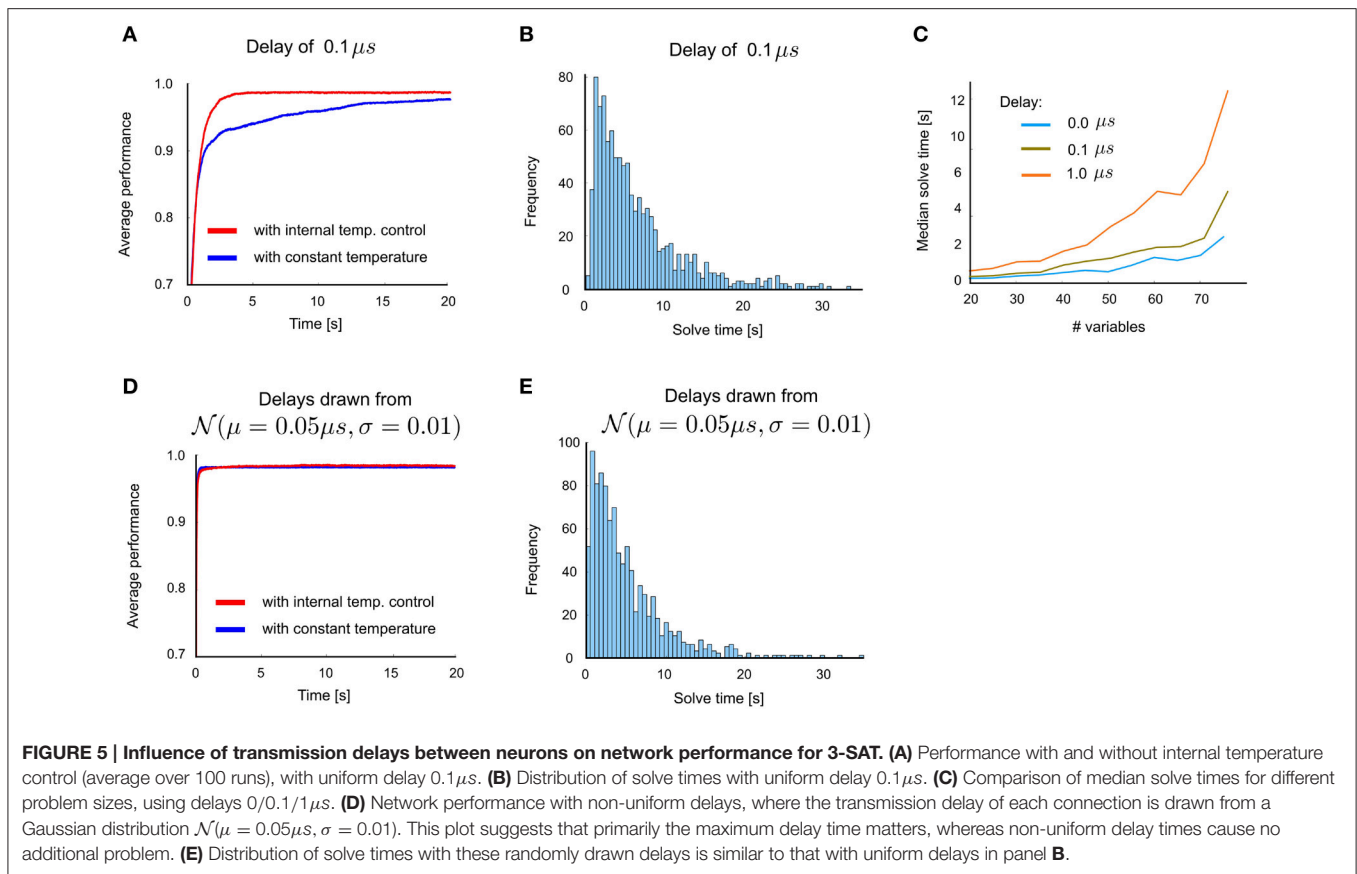 A
Delay of 0.1 μs
Average performance
1.0
0.9
0.8
0.7
with internal temp. control
with constant temperature
0
5
10
15
20
Time [s]
B
Delay of 0.1 μs
Frequency
80
60
40
20
0
0
10
20
30
Solve time [s]
C
Median solve time [s]
12
10
8
6
4
2
0
Delay:
0.0 μs
0.1 μs
1.0 μs
20
30
40
50
60
70
# variables
D
Delays drawn from
𝒩(μ = 0.05μs, σ = 0.01)
Average performance
1.0
0.9
0.8
0.7
with internal temp. control
with constant temperature
0
5
10
15
20
Time [s]
E
Delays drawn from
𝒩(μ = 0.05μs, σ = 0.01)
Frequency
100
80
60
40
20
0
0
10
20
30
Solve time [s]
FIGURE 5 | Influence of transmission delays between neurons on network performance for 3-SAT. (A) Performance with and without internal temperature
control (average over 100 runs), with uniform delay 0.1μs. (B) Distribution of solve times with uniform delay 0.1μs. (C) Comparison of median solve times for different
problem sizes, using delays 0/0.1/1μs. (D) Network performance with non-uniform delays, where the transmission delay of each connection is drawn from a
Gaussian distribution 𝒩(μ = 0.05μs, σ = 0.01). This plot suggests that primarily the maximum delay time matters, whereas non-uniform delay times cause no
additional problem. (E) Distribution of solve times with these randomly drawn delays is similar to that with uniform delays in panel B.